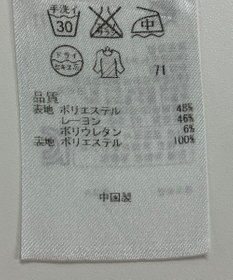 手洗イ
30
中
ドライ
セキユ系
71
品質
表地 ポリエステル 48%
レーヨン 46%
ポリウレタン 6%
表地 ポリエステル 100%
中国製